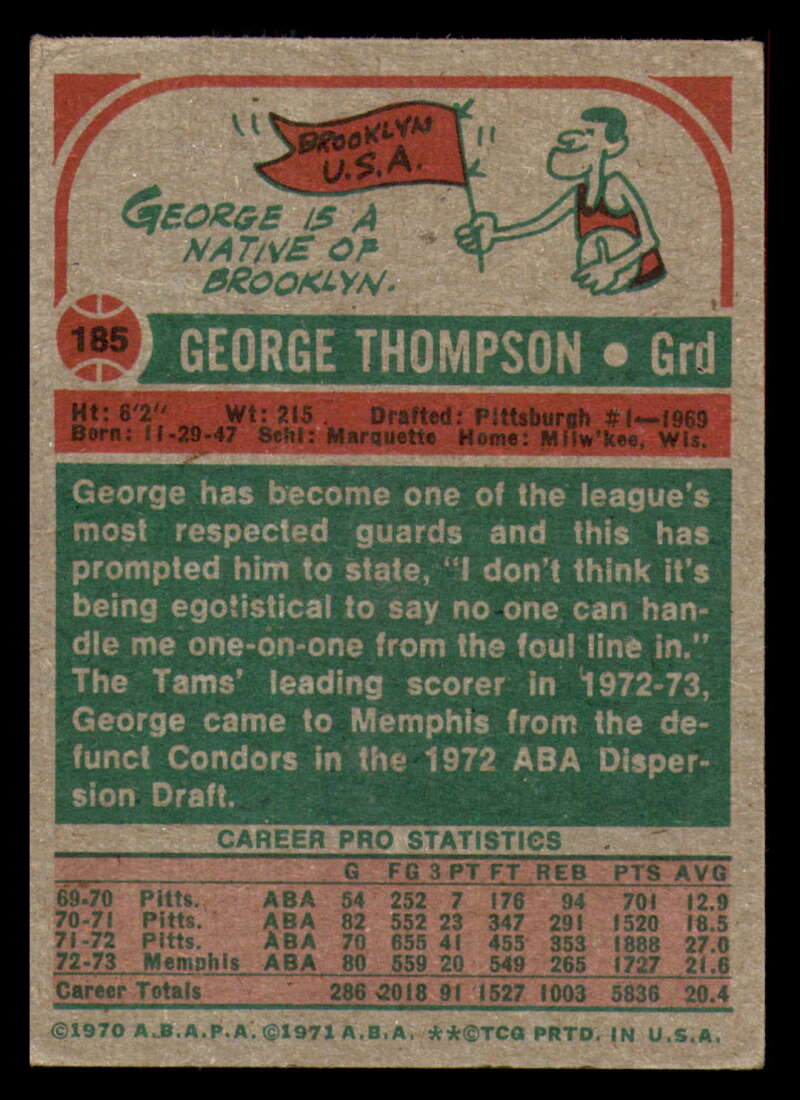 BROOKLYN
U.S.A.
GEORGE IS A
NATIVE OF
BROOKLYN.
185
GEORGE THOMPSON • Grd
Ht: 6'2" Wt: 215 Drafted: Pittsburgh #1—1969
Born: 11-29-47 Schl: Marquette Home: Milw'kee, Wis.
George has become one of the league's
most respected guards and this has
prompted him to state, "I don't think it's
being egotistical to say no one can han-
dle me one-on-one from the foul line in."
The Tams' leading scorer in 1972-73,
George came to Memphis from the de-
funct Condors in the 1972 ABA Disper-
sion Draft.
CAREER PRO STATISTICS
G FG 3 PT FT REB PTS AVG
69-70 Pitts. ABA 54 252 7 176 94 701 12.9
70-71 Pitts. ABA 82 552 23 347 291 1520 18.5
71-72 Pitts. ABA 70 655 41 455 353 1888 27.0
72-73 Memphis ABA 80 559 20 549 265 1727 21.6
Career Totals 286 2018 91 1527 1003 5836 20.4
©1970 A.B.A.P.A. ©1971 A.B.A. **©TCG PRTD. IN U.S.A.